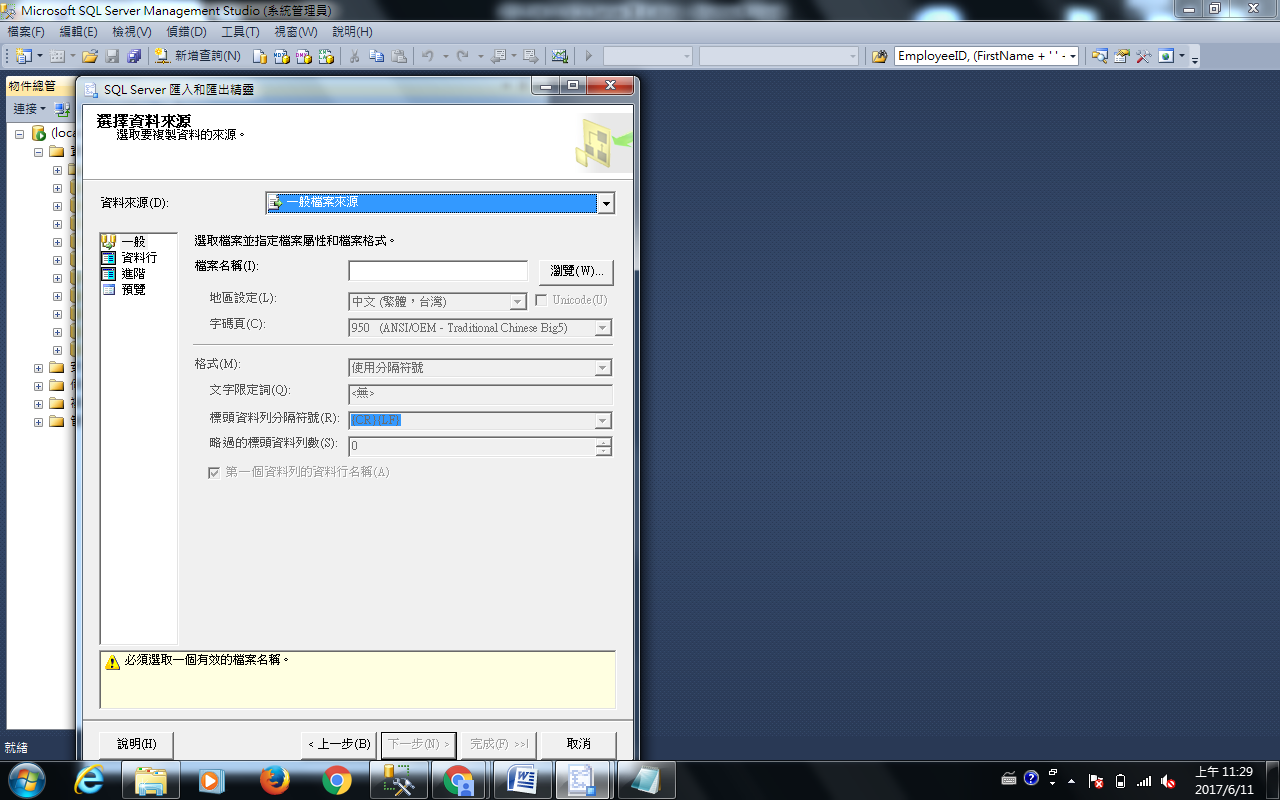 Microsoft SQL Server Management Studio (系統管理員)
檔案(F) 編輯(E) 檢視(V) 偵錯(D) 工具(T) 視窗(W) 說明(H)
新增查詢(N) EmployeeID, (FirstName + ' ' -
物件總管
連接
(loca
SQL Server 匯入和匯出精靈
選擇資料來源
選取要複製資料的來源。
資料來源(D): 一般檔案來源
一般
資料行
進階
預覽
選取檔案並指定檔案屬性和檔案格式。
檔案名稱(I): 瀏覽(W)...
地區設定(L): 中文 (繁體，台灣) Unicode(U)
字碼頁(C): 950 (ANSI/OEM - Traditional Chinese Big5)
格式(M): 使用分隔符號
文字限定詞(Q): <無>
標頭資料列分隔符號(R): {CR}{LF}
略過的標頭資料列數(S): 0
第一個資料列的資料行名稱(A)
必須選取一個有效的檔案名稱。
說明(H) < 上一步(B) 下一步(N) > 完成(F) >>| 取消
就緒
上午 11:29
2017/6/11